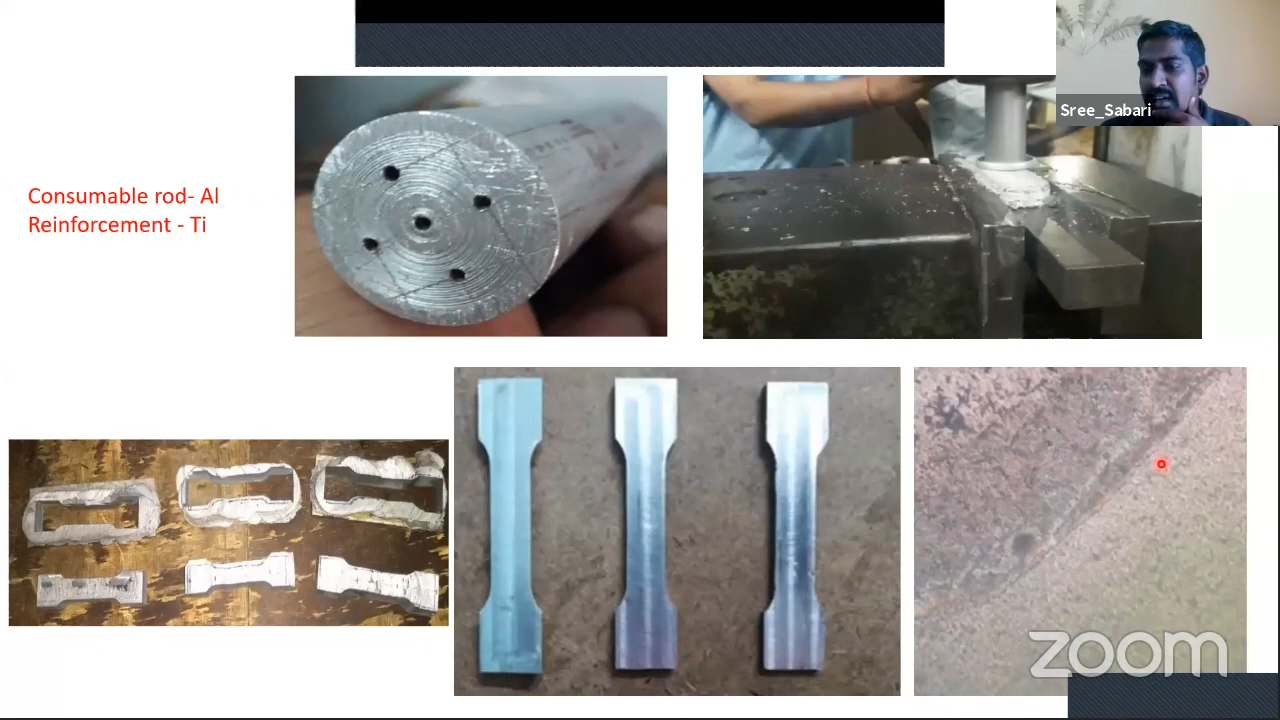 Sree_Sabari
Consumable rod- Al
Reinforcement - Ti
zoom